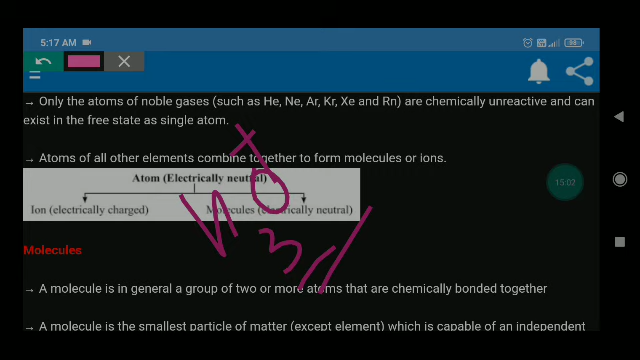 5:17 AM
88
→ Only the atoms of noble gases (such as He, Ne, Ar, Kr, Xe and Rn) are chemically unreactive and can
exist in the free state as single atom.
→ Atoms of all other elements combine together to form molecules or ions.
Atom (Electrically neutral)
Ion (electrically charged) Molecules (electrically neutral)
15:02
Molecules
→ A molecule is in general a group of two or more atoms that are chemically bonded together
→ A molecule is the smallest particle of matter (except element) which is capable of an independent